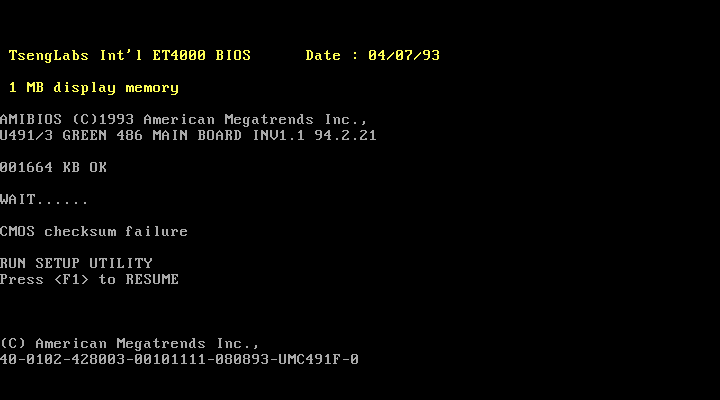 TsengLabs Int'l ET4000 BIOS      Date : 04/07/93
1 MB display memory
AMIBIOS (C)1993 American Megatrends Inc.,
U491/3 GREEN 486 MAIN BOARD INV1.1 94.2.21
001664 KB OK
WAIT......
CMOS checksum failure
RUN SETUP UTILITY
Press <F1> to RESUME
(C) American Megatrends Inc.,
40-0102-428003-00101111-080893-UMC491F-0